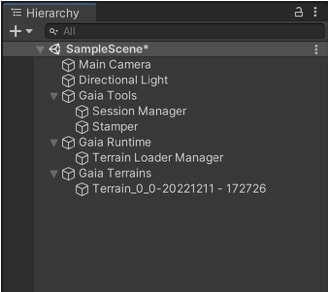 Hierarchy
All
SampleScene*
Main Camera
Directional Light
Gaia Tools
Session Manager
Stamper
Gaia Runtime
Terrain Loader Manager
Gaia Terrains
Terrain_0_0-20221211 - 172726